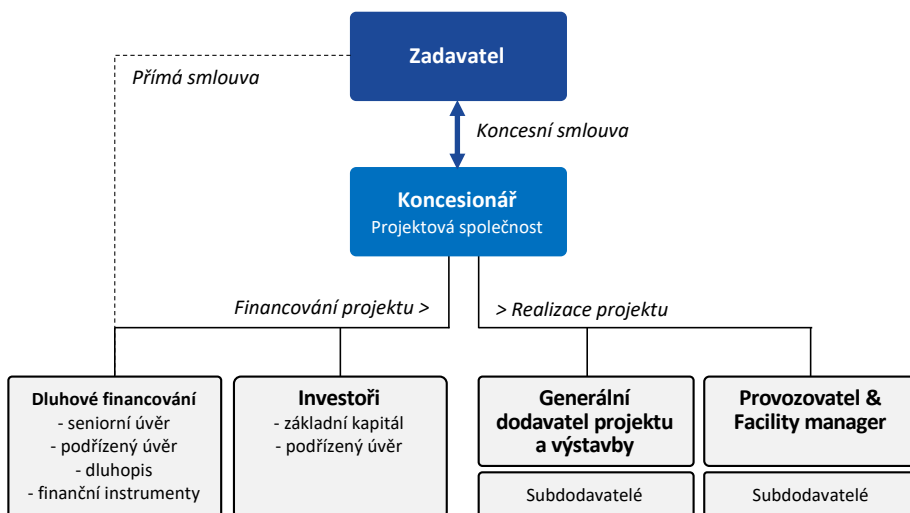 Zadavatel
Přímá smlouva
Koncesní smlouva
Koncesionář
Projektová společnost
Financování projektu >
> Realizace projektu
Dluhové financování
- seniorní úvěr
- podřízený úvěr
- dluhopis
- finanční instrumenty
Investoři
- základní kapitál
- podřízený úvěr
Generální
dodavatel projektu
a výstavby
Subdodavatelé
Provozovatel &
Facility manager
Subdodavatelé